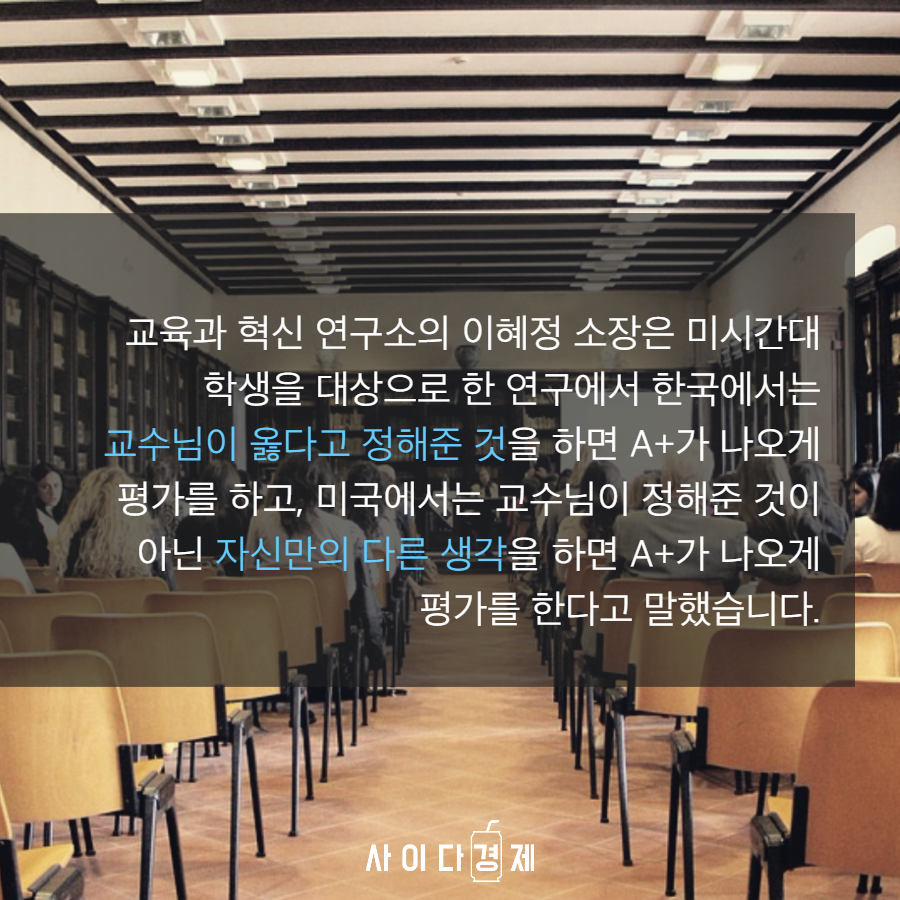 교육과 혁신 연구소의 이혜정 소장은 미시간대
학생을 대상으로 한 연구에서 한국에서는
교수님이 옳다고 정해준 것을 하면 A+가 나오게
평가를 하고, 미국에서는 교수님이 정해준 것이
아닌 자신만의 다른 생각을 하면 A+가 나오게
평가를 한다고 말했습니다.
사이다경제